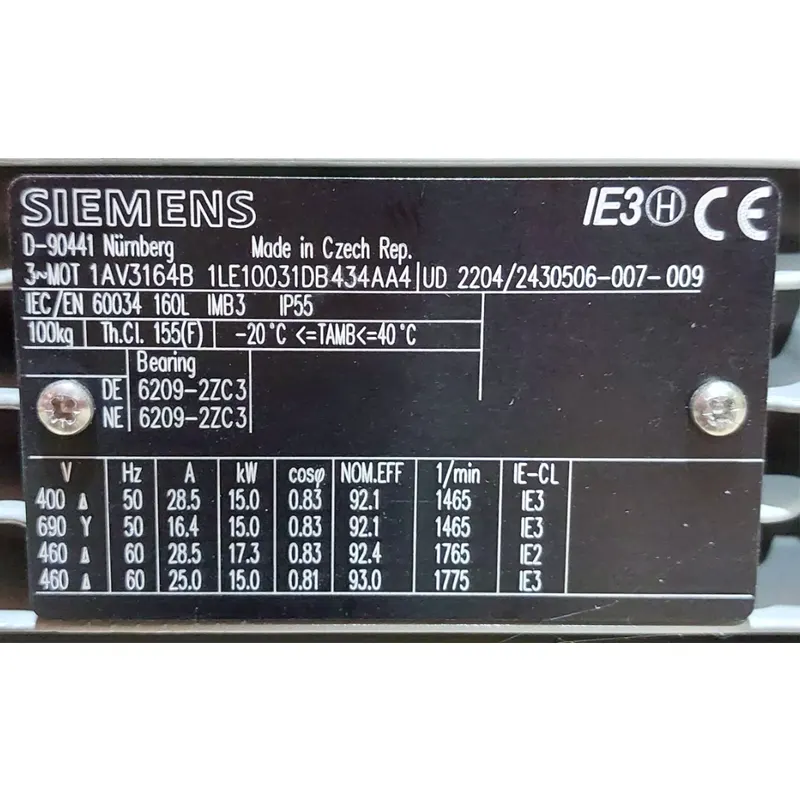 SIEMENS IE3 H CE
D-90441 Nürnberg Made in Czech Rep.
3~MOT 1AV3164B 1LE10031DB434AA4 UD 2204/2430506-007-009
IEC/EN 60034 160L IMB3 IP55
100kg Th.Cl. 155(F) -20°C <=TAMB<=40°C
Bearing
DE 6209-2ZC3
NE 6209-2ZC3
V Hz A kW cosφ NOM.EFF 1/min IE-CL
400 Δ 50 28.5 15.0 0.83 92.1 1465 IE3
690 Y 50 16.4 15.0 0.83 92.1 1465 IE3
460 Δ 60 28.5 17.3 0.83 92.4 1765 IE2
460 Δ 60 25.0 15.0 0.81 93.0 1775 IE3